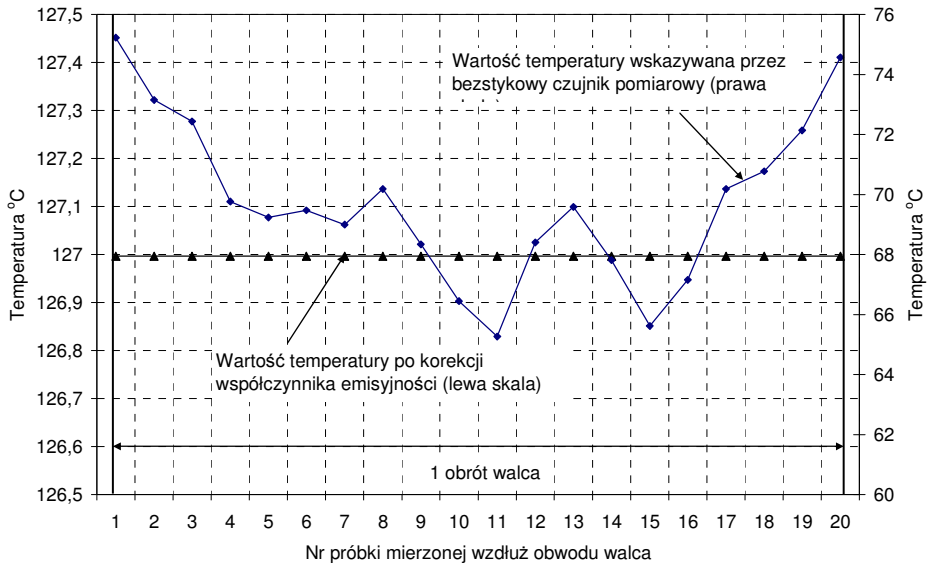 127,5
127,4
127,3
127,2
127,1
127
126,9
126,8
126,7
126,6
126,5
Temperatura °C
76
74
72
70
68
66
64
62
60
Temperatura °C
Wartość temperatury wskazywana przez
bezstykowy czujnik pomiarowy (prawa
Wartość temperatury po korekcji
współczynnika emisyjności (lewa skala)
1 obrót walca
1 2 3 4 5 6 7 8 9 10 11 12 13 14 15 16 17 18 19 20
Nr próbki mierzonej wzdłuż obwodu walca